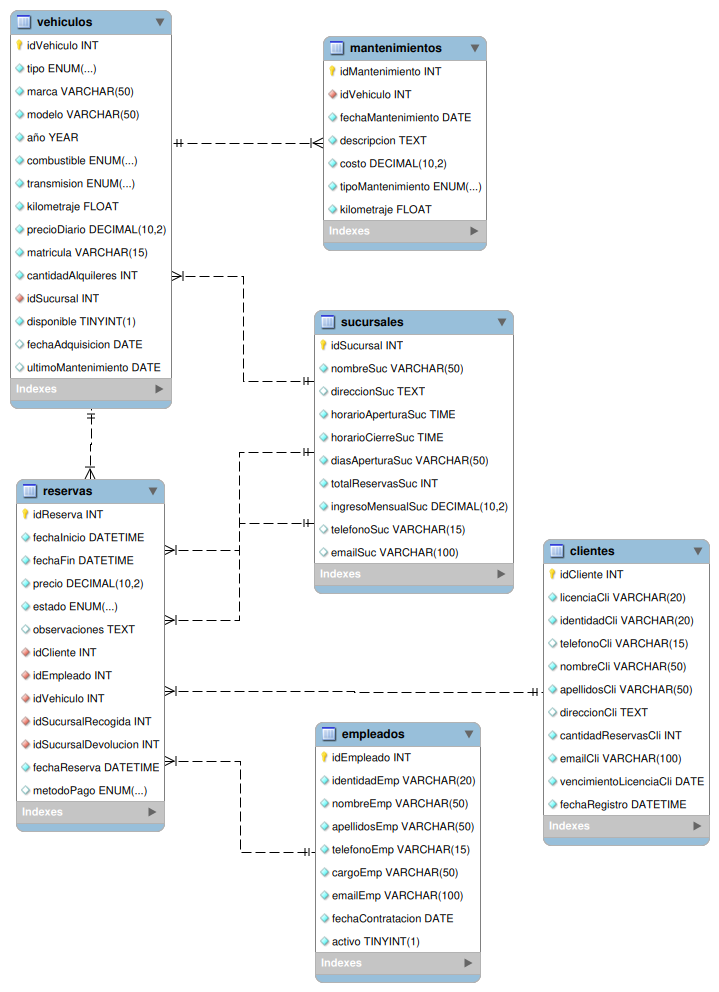 vehiculos
idVehiculo INT
tipo ENUM(...)
marca VARCHAR(50)
modelo VARCHAR(50)
año YEAR
combustible ENUM(...)
transmision ENUM(...)
kilometraje FLOAT
precioDiario DECIMAL(10,2)
matricula VARCHAR(15)
cantidadAlquileres INT
idSucursal INT
disponible TINYINT(1)
fechaAdquisicion DATE
ultimoMantenimiento DATE
Indexes
mantenimientos
idMantenimiento INT
idVehiculo INT
fechaMantenimiento DATE
descripcion TEXT
costo DECIMAL(10,2)
tipoMantenimiento ENUM(...)
kilometraje FLOAT
Indexes
sucursales
idSucursal INT
nombreSuc VARCHAR(50)
direccionSuc TEXT
horarioAperturaSuc TIME
horarioCierreSuc TIME
diasAperturaSuc VARCHAR(50)
totalReservasSuc INT
ingresoMensualSuc DECIMAL(10,2)
telefonoSuc VARCHAR(15)
emailSuc VARCHAR(100)
Indexes
reservas
idReserva INT
fechaInicio DATETIME
fechaFin DATETIME
precio DECIMAL(10,2)
estado ENUM(...)
observaciones TEXT
idCliente INT
idEmpleado INT
idVehiculo INT
idSucursalRecogida INT
idSucursalDevolucion INT
fechaReserva DATETIME
metodoPago ENUM(...)
Indexes
clientes
idCliente INT
licenciaCli VARCHAR(20)
identidadCli VARCHAR(20)
telefonoCli VARCHAR(15)
nombreCli VARCHAR(50)
apellidosCli VARCHAR(50)
direccionCli TEXT
cantidadReservasCli INT
emailCli VARCHAR(100)
vencimientoLicenciaCli DATE
fechaRegistro DATETIME
Indexes
empleados
idEmpleado INT
identidadEmp VARCHAR(20)
nombreEmp VARCHAR(50)
apellidosEmp VARCHAR(50)
telefonoEmp VARCHAR(15)
cargoEmp VARCHAR(50)
emailEmp VARCHAR(100)
fechaContratacion DATE
activo TINYINT(1)
Indexes